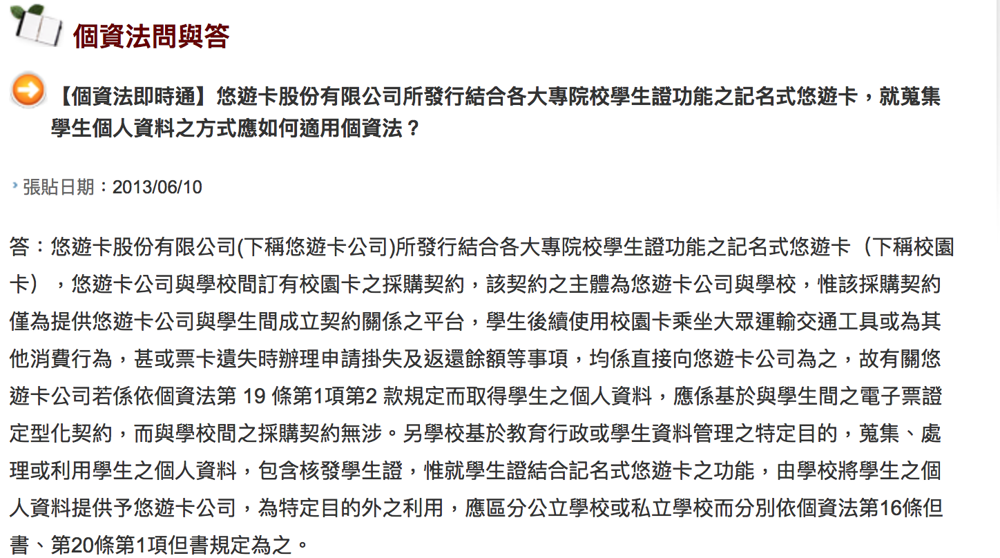 個資法問與答
【個資法即時通】悠遊卡股份有限公司所發行結合各大專院校學生證功能之記名式悠遊卡，就蒐集
學生個人資料之方式應如何適用個資法？
張貼日期：2013/06/10
答：悠遊卡股份有限公司(下稱悠遊卡公司)所發行結合各大專院校學生證功能之記名式悠遊卡（下稱校園
卡），悠遊卡公司與學校間訂有校園卡之採購契約，該契約之主體為悠遊卡公司與學校，惟該採購契約
僅為提供悠遊卡公司與學生間成立契約關係之平台，學生後續使用校園卡乘坐大眾運輸交通工具或為其
他消費行為，甚或票卡遺失時辦理申請掛失及返還餘額等事項，均係直接向悠遊卡公司為之，故有關悠
遊卡公司若係依個資法第 19 條第1項第2 款規定而取得學生之個人資料，應係基於與學生間之電子票證
定型化契約，而與學校間之採購契約無涉。另學校基於教育行政或學生資料管理之特定目的，蒐集、處
理或利用學生之個人資料，包含核發學生證，惟就學生證結合記名式悠遊卡之功能，由學校將學生之個
人資料提供予悠遊卡公司，為特定目的外之利用，應區分公立學校或私立學校而分別依個資法第16條但
書、第20條第1項但書規定為之。